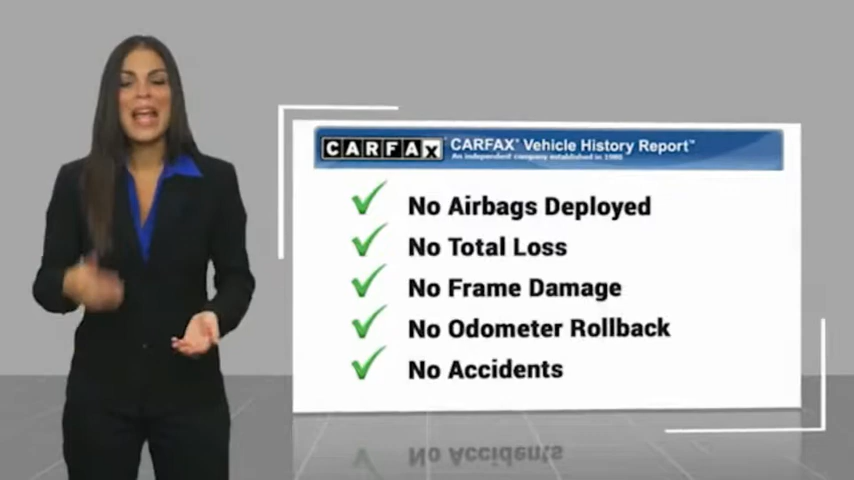 CARFAX CARFAX™ Vehicle History Report™
An independent company established in 1986
No Airbags Deployed
No Total Loss
No Frame Damage
No Odometer Rollback
No Accidents
No Accidents